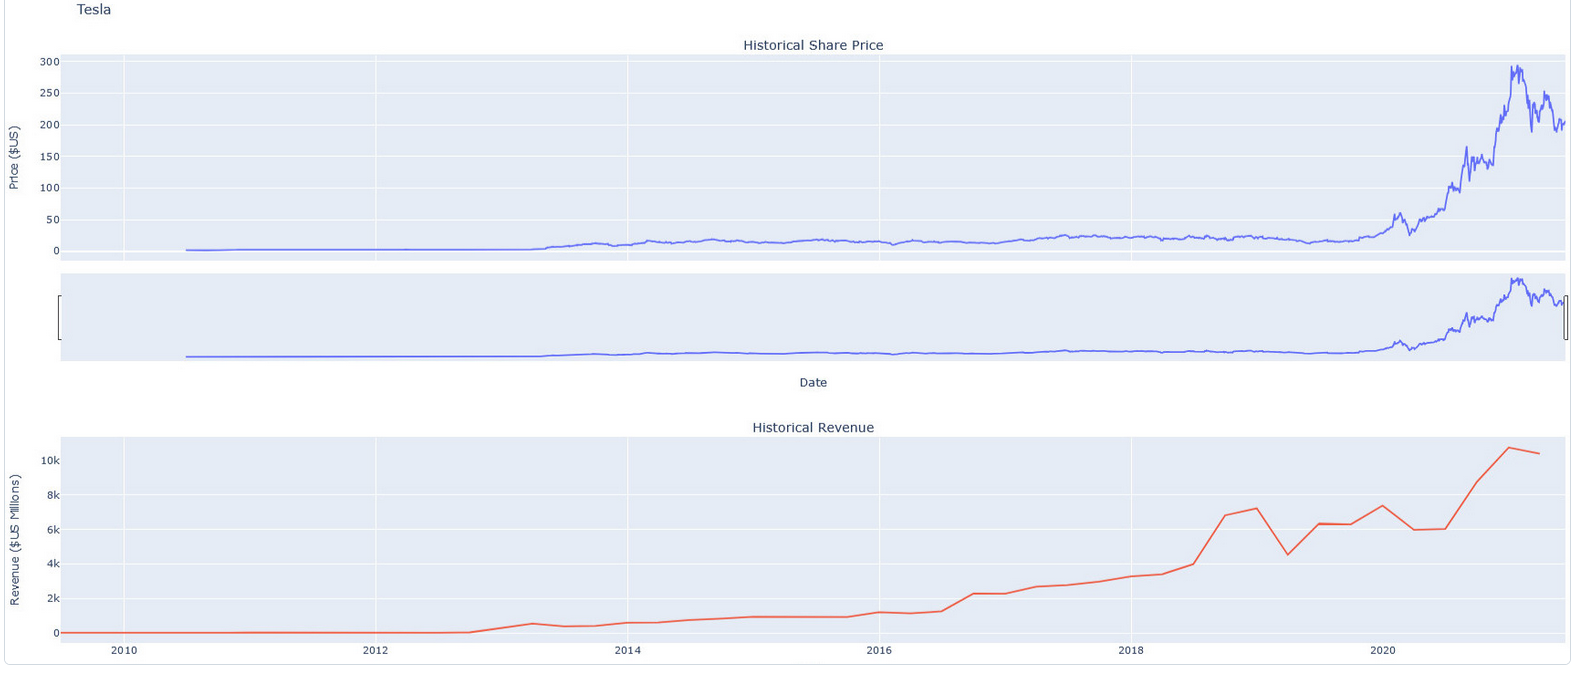 Tesla
Historical Share Price
300
250
200
150
100
50
0
Price ($US)
Date
Historical Revenue
10k
8k
6k
4k
2k
0
Revenue ($US Millions)
2010
2012
2014
2016
2018
2020